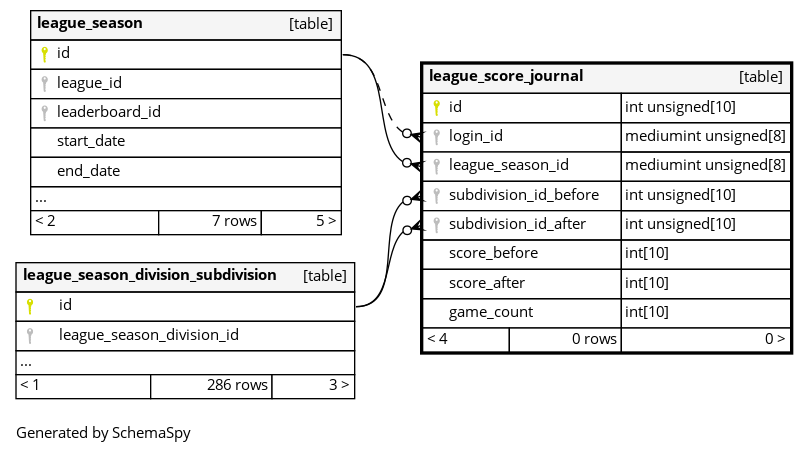 league_season [table]
id
league_id
leaderboard_id
start_date
end_date
...
< 2 7 rows 5 >
league_score_journal [table]
id int unsigned[10]
login_id mediumint unsigned[8]
league_season_id mediumint unsigned[8]
subdivision_id_before int unsigned[10]
subdivision_id_after int unsigned[10]
score_before int[10]
score_after int[10]
game_count int[10]
< 4 0 rows 0 >
league_season_division_subdivision [table]
id
league_season_division_id
...
< 1 286 rows 3 >
Generated by SchemaSpy